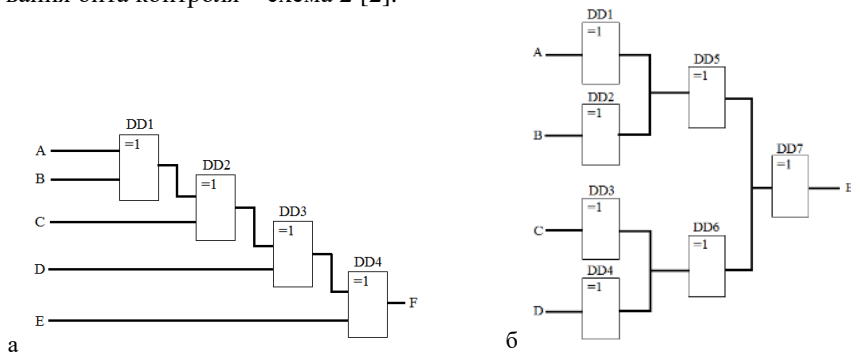 вания бита контроля – схема 2 [2].
DD1
=1
A
B
DD2
=1
C
DD3
=1
D
DD4
=1
F
E
а
DD1
=1
A
DD5
=1
DD2
=1
B
DD7
=1
E
DD3
=1
C
DD6
=1
DD4
=1
D
б